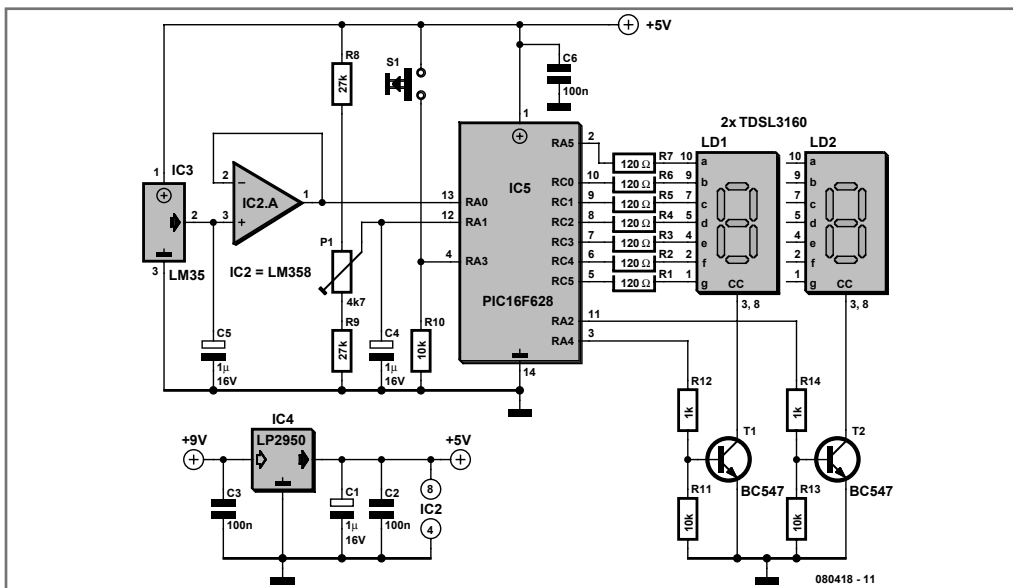 +5V
R8
27k
S1
C6
100n
1
2x TDSL3160
LD1
LD2
IC3
1
2
3
LM35
2
3
1
IC2.A
IC2 = LM358
P1
4k7
R9
27k
C5
1µ
16V
C4
1µ
16V
R10
10k
13
RA0
12
RA1
4
RA3
IC5
PIC16F628
14
RA5
2
120 Ω
R7
10
a
10
a
RC0
10
120 Ω
R6
9
b
9
b
RC1
9
120 Ω
R5
7
c
7
c
RC2
8
120 Ω
R4
5
d
5
d
RC3
7
120 Ω
R3
4
e
4
e
RC4
6
120 Ω
R2
2
f
2
f
RC5
5
120 Ω
R1
1
g
1
g
CC
CC
3, 8
3, 8
RA2
11
RA4
3
R12
1k
R14
1k
T1
T2
BC547
BC547
R11
10k
R13
10k
IC4
+9V
LP2950
+5V
C3
100n
C1
1µ
16V
C2
100n
8
IC2
4
080418 - 11